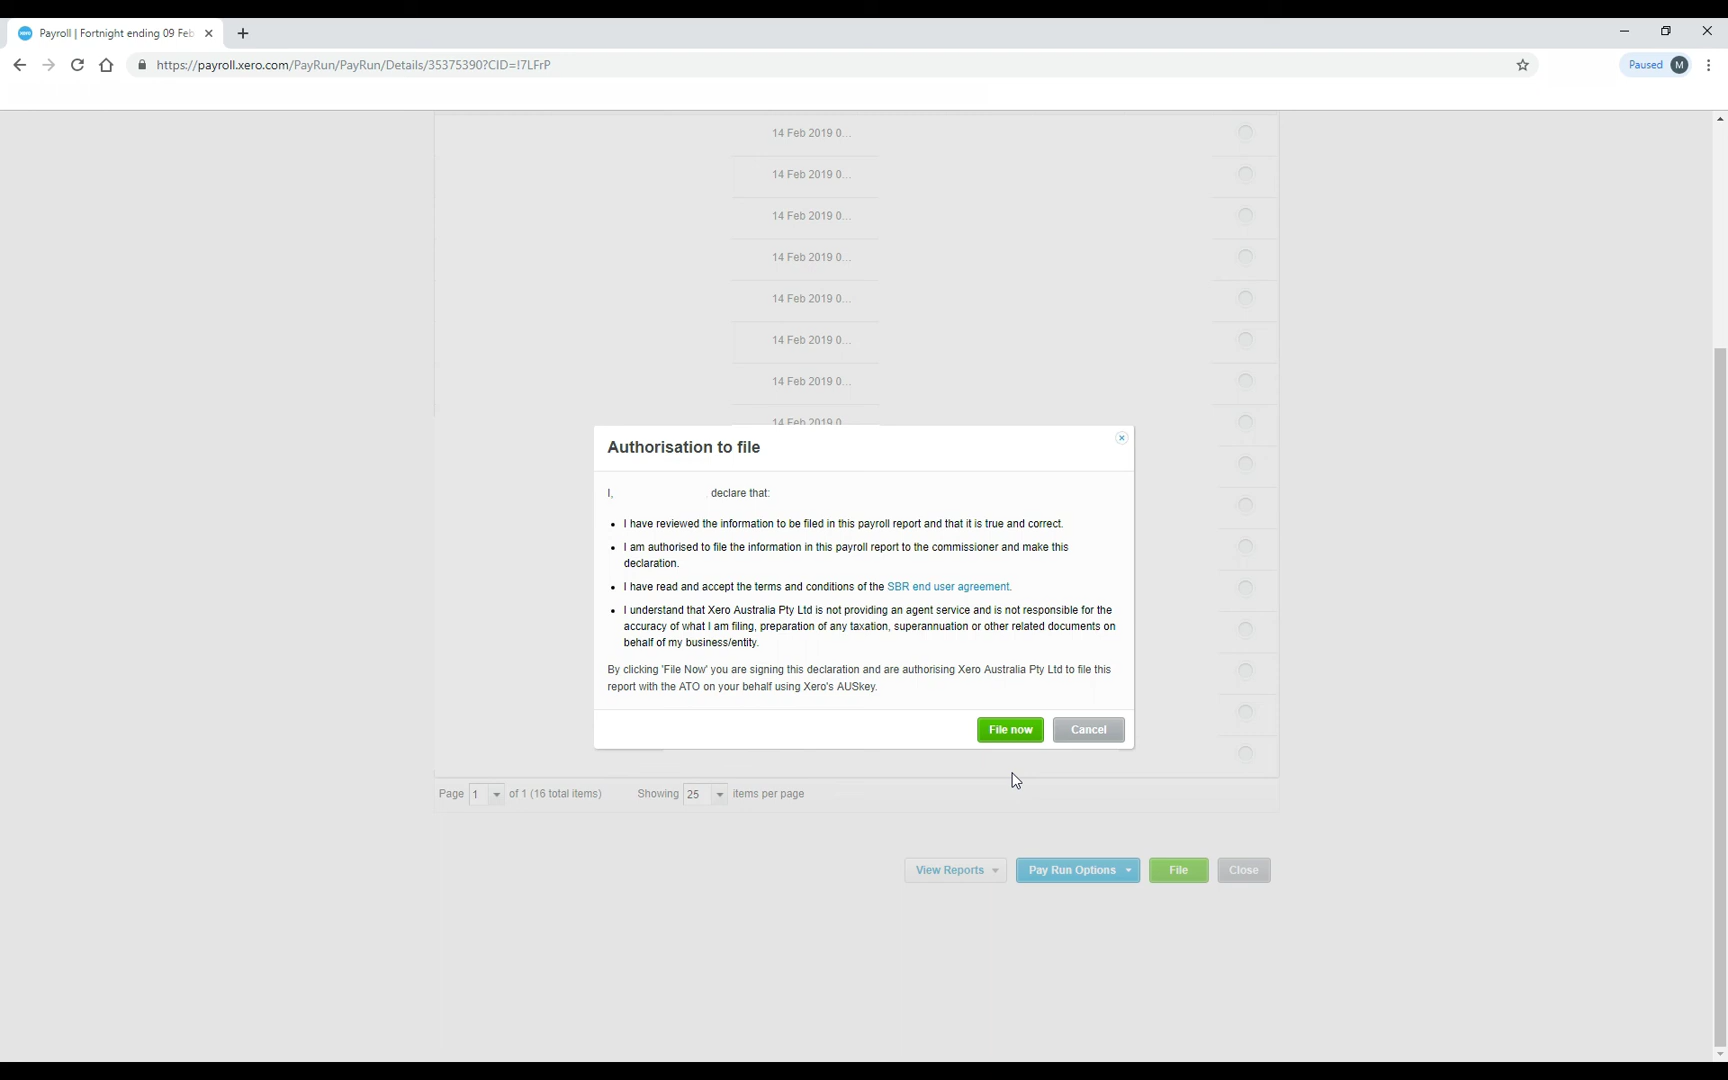 Payroll | Fortnight ending 09 Feb
https://payroll.xero.com/PayRun/PayRun/Details/35375390?CID=!7LFrP
Paused M
14 Feb 2019 0...
14 Feb 2019 0...
14 Feb 2019 0...
14 Feb 2019 0...
14 Feb 2019 0...
14 Feb 2019 0...
14 Feb 2019 0...
14 Feb 2019 0
Authorisation to file
I, declare that:
• I have reviewed the information to be filed in this payroll report and that it is true and correct.
• I am authorised to file the information in this payroll report to the commissioner and make this
declaration.
• I have read and accept the terms and conditions of the SBR end user agreement.
• I understand that Xero Australia Pty Ltd is not providing an agent service and is not responsible for the
accuracy of what I am filing, preparation of any taxation, superannuation or other related documents on
behalf of my business/entity.
By clicking 'File Now' you are signing this declaration and are authorising Xero Australia Pty Ltd to file this
report with the ATO on your behalf using Xero's AUSkey.
File now Cancel
Page 1 of 1 (16 total items) Showing 25 items per page
View Reports Pay Run Options File Close